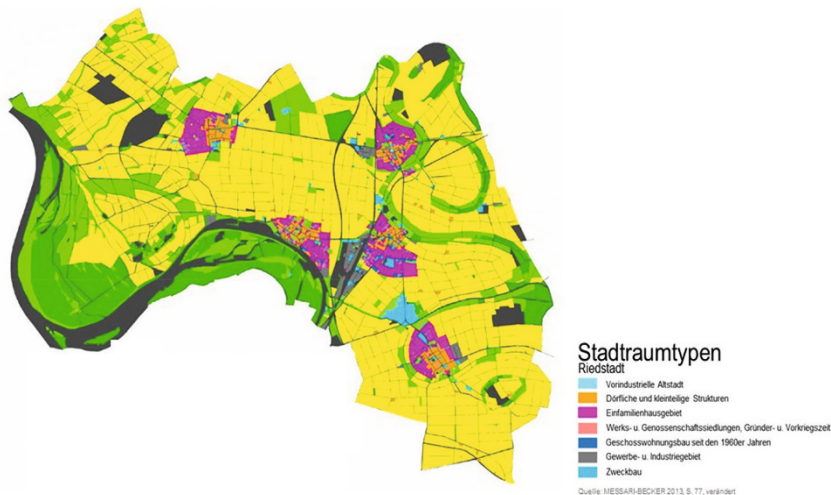 Stadtraumtypen
Riedstadt
Vorindustrielle Altstadt
Dörfliche und kleinteilige Strukturen
Einfamilienhausgebiet
Werks- u. Genossenschaftssiedlungen, Gründer- u. Vorkriegszeit
Geschosswohnungsbau seit den 1960er Jahren
Gewerbe- u. Industriegebiet
Zweckbau
Quelle: MESSARI-BECKER 2013, S. 77, verändert